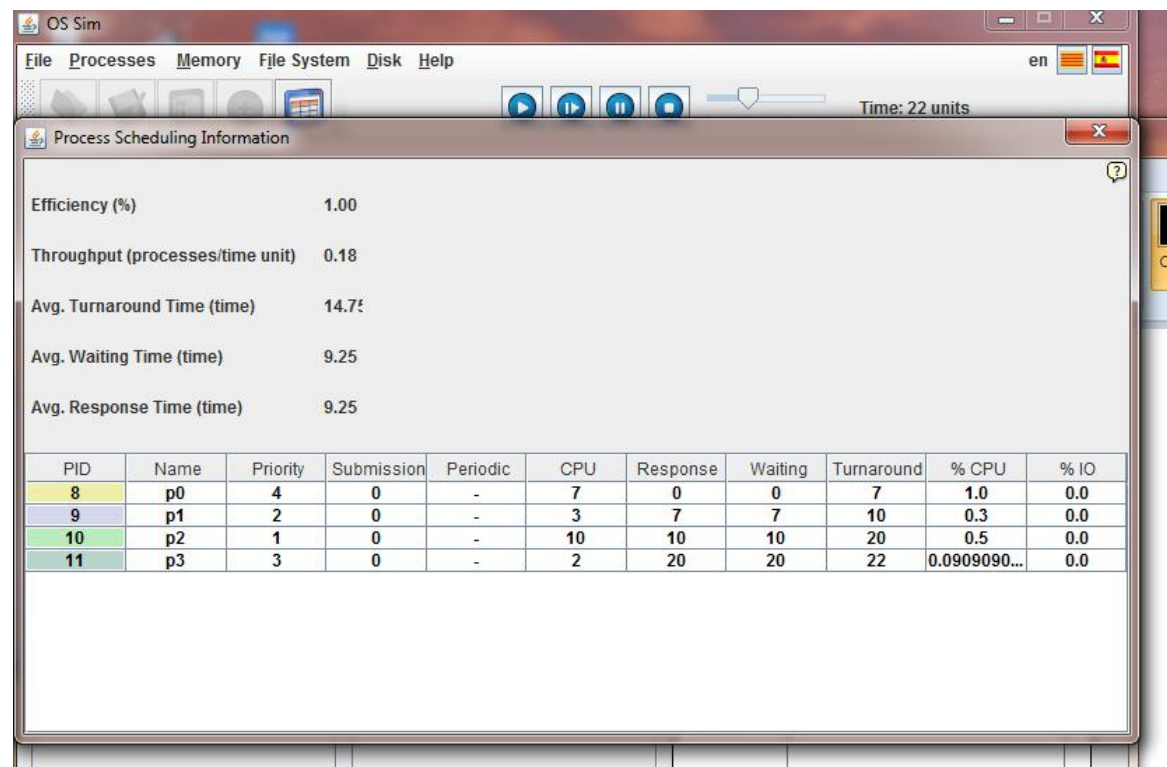 OS Sim
File Processes Memory File System Disk Help en
Time: 22 units
Process Scheduling Information
Efficiency (%) 1.00
Throughput (processes/time unit) 0.18
Avg. Turnaround Time (time) 14.75
Avg. Waiting Time (time) 9.25
Avg. Response Time (time) 9.25
PID Name Priority Submission Periodic CPU Response Waiting Turnaround % CPU % IO
8 p0 4 0 - 7 0 0 7 1.0 0.0
9 p1 2 0 - 3 7 7 10 0.3 0.0
10 p2 1 0 - 10 10 10 20 0.5 0.0
11 p3 3 0 - 2 20 20 22 0.0909090... 0.0